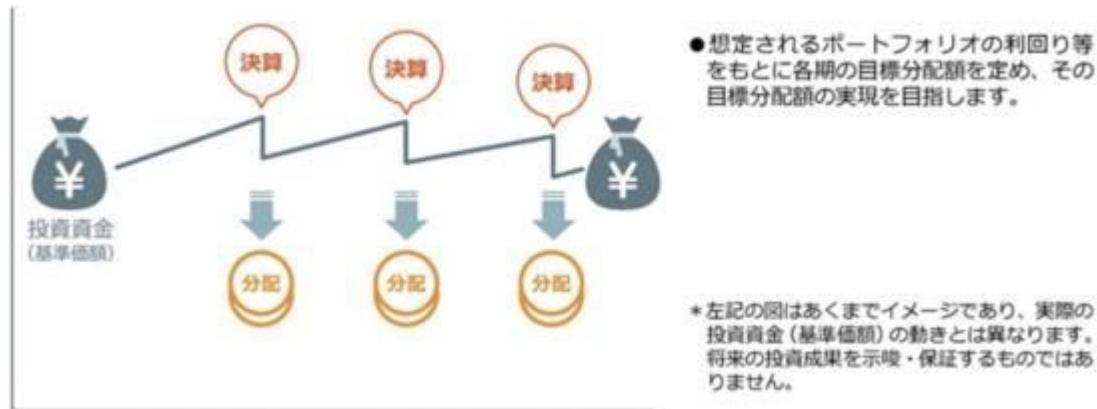 決算
決算
決算
¥
投資資金
(基準価額)
¥
分配
分配
分配
●想定されるポートフォリオの利回り等
をもとに各期の目標分配額を定め、その
目標分配額の実現を目指します。
*左記の図はあくまでイメージであり、実際の
投資資金(基準価額)の動きとは異なります。
将来の投資成果を示唆・保証するものではあ
りません。